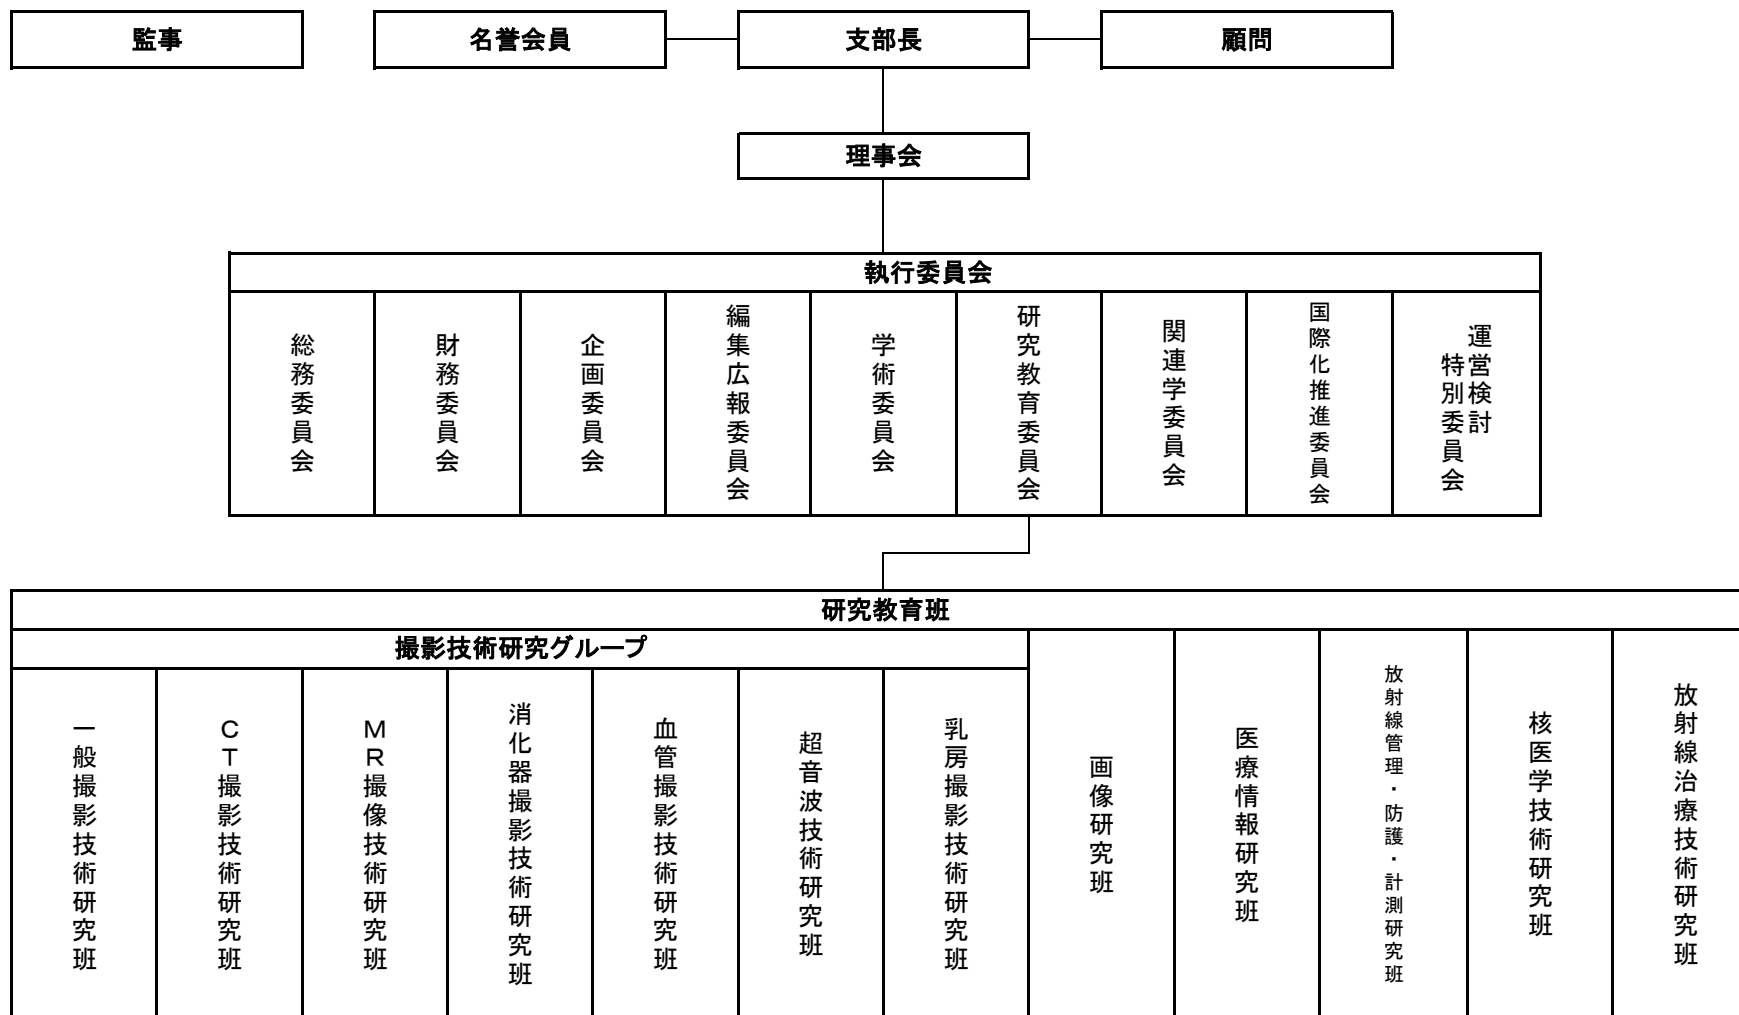 監事
名誉会員
支部長
顧問
理事会
執行委員会
総務委員会
財務委員会
企画委員会
編集広報委員会
学術委員会
研究教育委員会
関連学委員会
国際化推進委員会
運営検討
特別委員会
研究教育班
撮影技術研究グループ
一般撮影技術研究班
CT撮影技術研究班
MR撮像技術研究班
消化器撮影技術研究班
血管撮影技術研究班
超音波技術研究班
乳房撮影技術研究班
画像研究班
医療情報研究班
放射線管理・防護・計測研究班
核医学技術研究班
放射線治療技術研究班